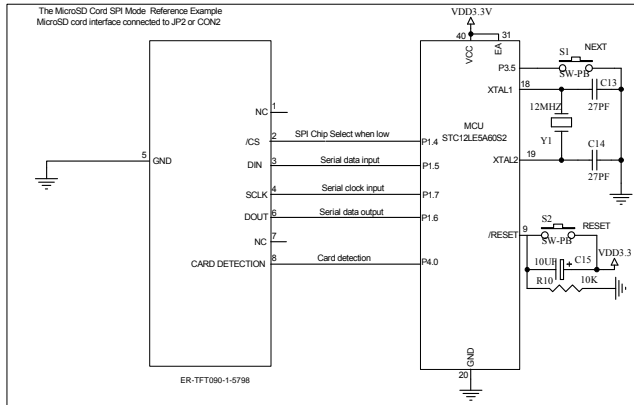 The MicroSD Cord SPI Mode Reference Example
MicroSD cord interface connected to JP2 or CON2
VDD3.3V
40
31
VCC
EA
S1
NEXT
P3.5
SW-PB
XTAL1
18
C13
12MHZ
27PF
NC
1
MCU
STC12LE5A60S2
Y1
/CS
2
SPI Chip Select when low
P1.4
5
GND
DIN
3
Serial data input
P1.5
XTAL2
19
C14
27PF
SCLK
4
Serial clock input
P1.7
DOUT
6
Serial data output
P1.6
S2
RESET
NC
7
/RESET
9
SW-PB
VDD3.3
CARD DETECTION
8
Card detection
P4.0
10UF
+
C15
R10
10K
GND
20
ER-TFT090-1-5798